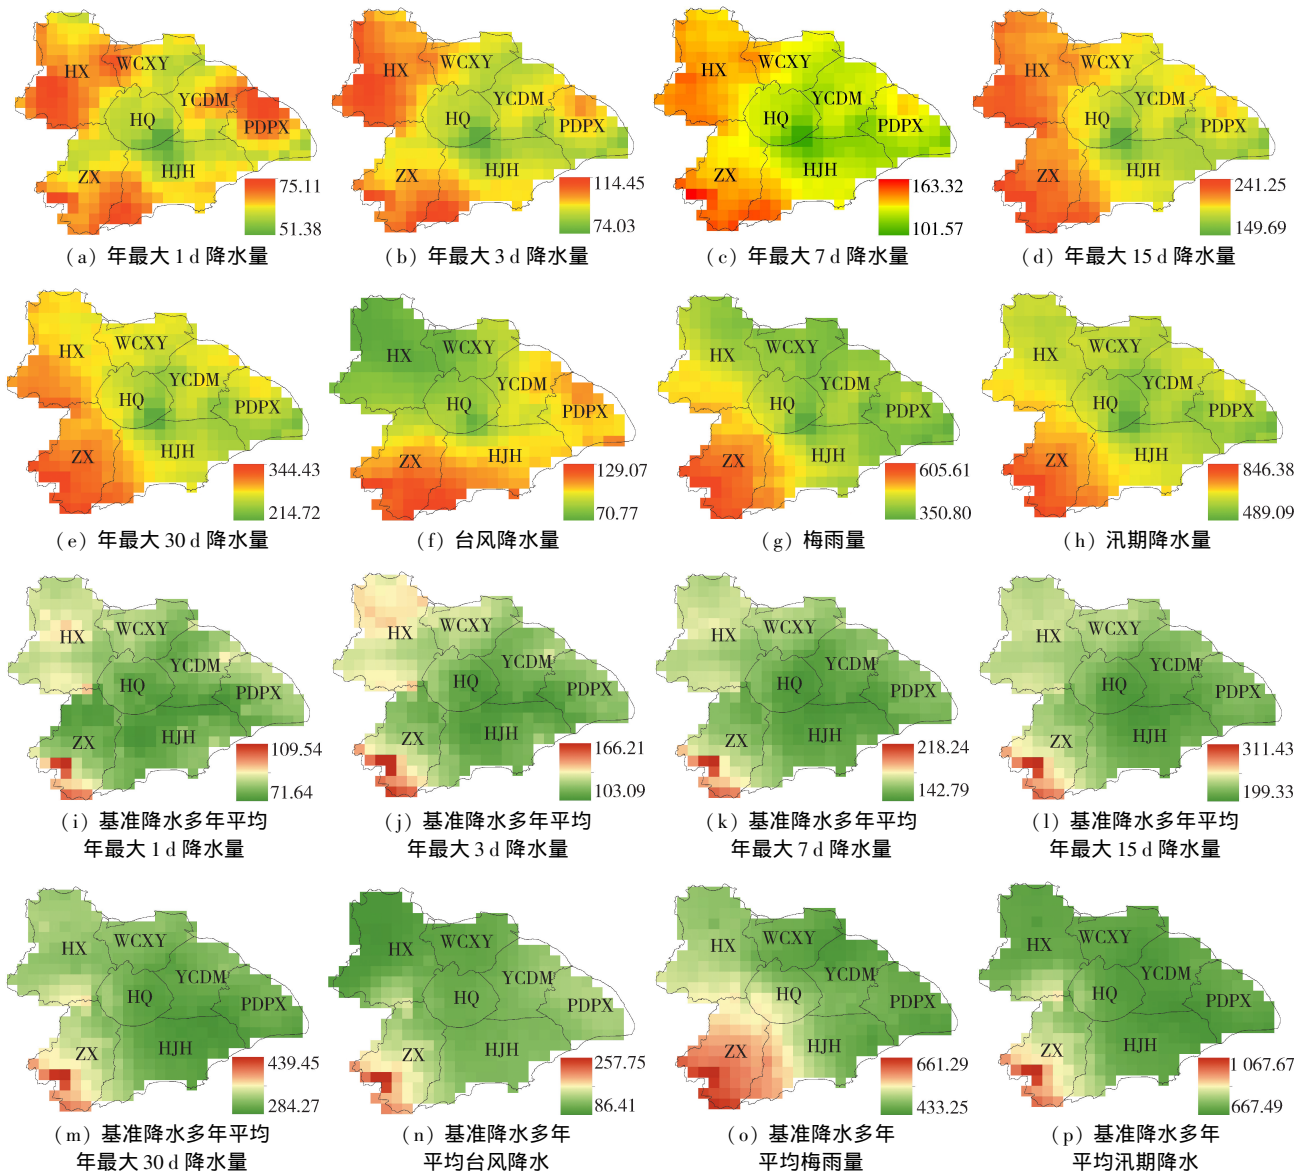 HX
WCXY
HQ
YCDM
PDPX
HJH
ZX
75.11
51.38
(a) 年最大 1 d 降水量
HX
WCXY
HQ
YCDM
PDPX
HJH
ZX
114.45
74.03
(b) 年最大 3 d 降水量
HX
WCXY
HQ
YCDM
PDPX
HJH
ZX
163.32
101.57
(c) 年最大 7 d 降水量
HX
WCXY
HQ
YCDM
PDPX
HJH
ZX
241.25
149.69
(d) 年最大 15 d 降水量
HX
WCXY
HQ
YCDM
PDPX
HJH
ZX
344.43
214.72
(e) 年最大 30 d 降水量
HX
WCXY
HQ
YCDM
PDPX
HJH
ZX
129.07
70.77
(f) 台风降水量
HX
WCXY
HQ
YCDM
PDPX
HJH
ZX
605.61
350.80
(g) 梅雨量
HX
WCXY
HQ
YCDM
PDPX
HJH
ZX
846.38
489.09
(h) 汛期降水量
HX
WCXY
HQ
YCDM
PDPX
HJH
ZX
109.54
71.64
(i) 基准降水多年平均
年最大 1 d 降水量
HX
WCXY
HQ
YCDM
PDPX
HJH
ZX
166.21
103.09
(j) 基准降水多年平均
年最大 3 d 降水量
HX
WCXY
HQ
YCDM
PDPX
HJH
ZX
218.24
142.79
(k) 基准降水多年平均
年最大 7 d 降水量
HX
WCXY
HQ
YCDM
PDPX
HJH
ZX
311.43
199.33
(l) 基准降水多年平均
年最大 15 d 降水量
HX
WCXY
HQ
YCDM
PDPX
HJH
ZX
439.45
284.27
(m) 基准降水多年平均
年最大 30 d 降水量
HX
WCXY
HQ
YCDM
PDPX
HJH
ZX
257.75
86.41
(n) 基准降水多年
平均台风降水
HX
WCXY
HQ
YCDM
PDPX
HJH
ZX
661.29
433.25
(o) 基准降水多年
平均梅雨量
HX
WCXY
HQ
YCDM
PDPX
HJH
ZX
1 067.67
667.49
(p) 基准降水多年
平均汛期降水